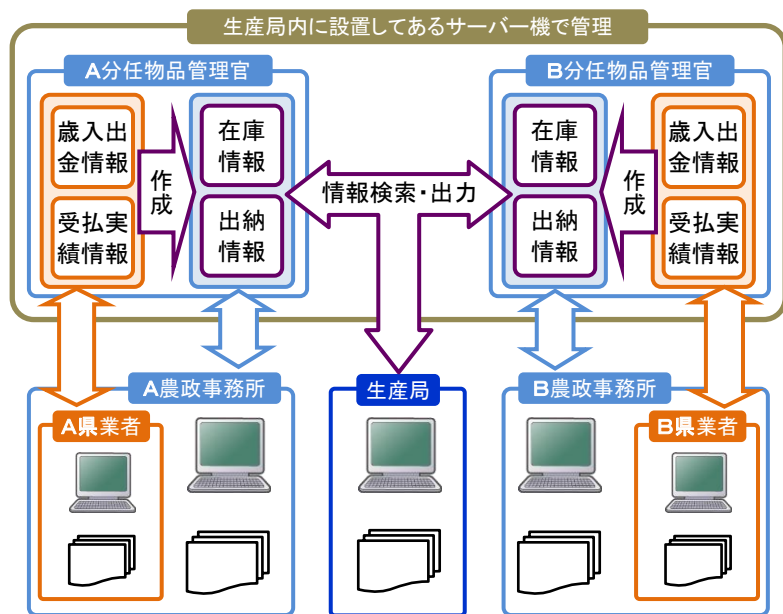 生産局内に設置してあるサーバー機で管理
A分任物品管理官
B分任物品管理官
歳入出
金情報
受払実
績情報
作成
在庫
情報
出納
情報
情報検索・出力
在庫
情報
出納
情報
作成
歳入出
金情報
受払実
績情報
A農政事務所
生産局
B農政事務所
A県業者
B県業者